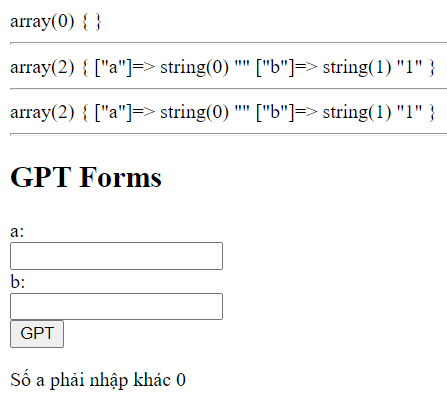 array(0) { }
array(2) { ["a"]=> string(0) "" ["b"]=> string(1) "1" }
array(2) { ["a"]=> string(0) "" ["b"]=> string(1) "1" }
GPT Forms
a:
b:
GPT
Số a phải nhập khác 0